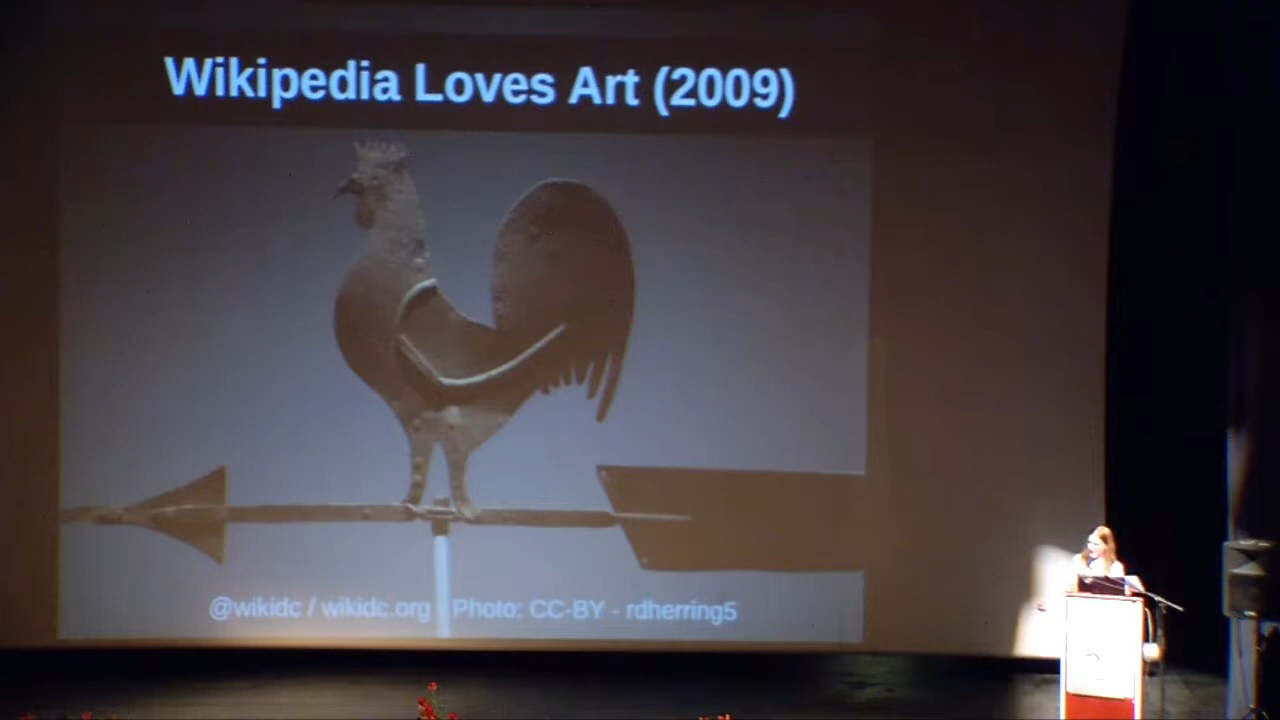 Wikipedia Loves Art (2009)
@wikidc / wikidc.org Photo: CC-BY - rdherring5